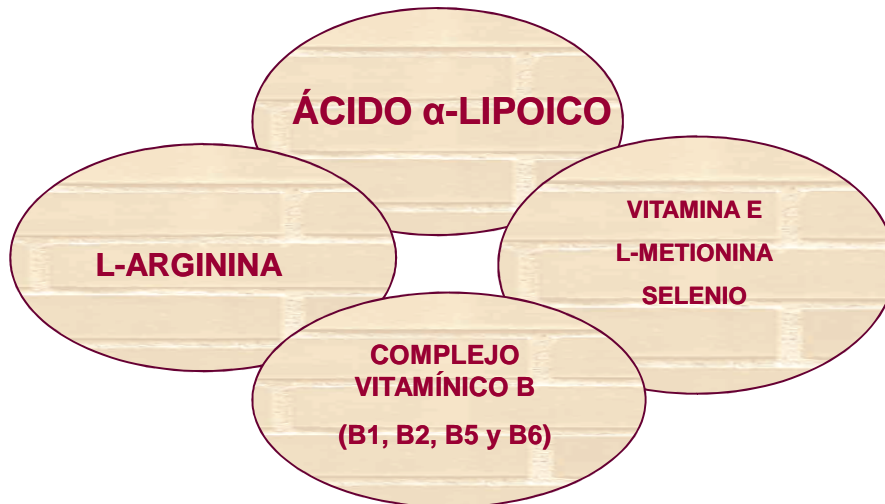 ÁCIDO α-LIPOICO
L-ARGININA
VITAMINA E
L-METIONINA
SELENIO
COMPLEJO
VITAMÍNICO B
(B1, B2, B5 y B6)